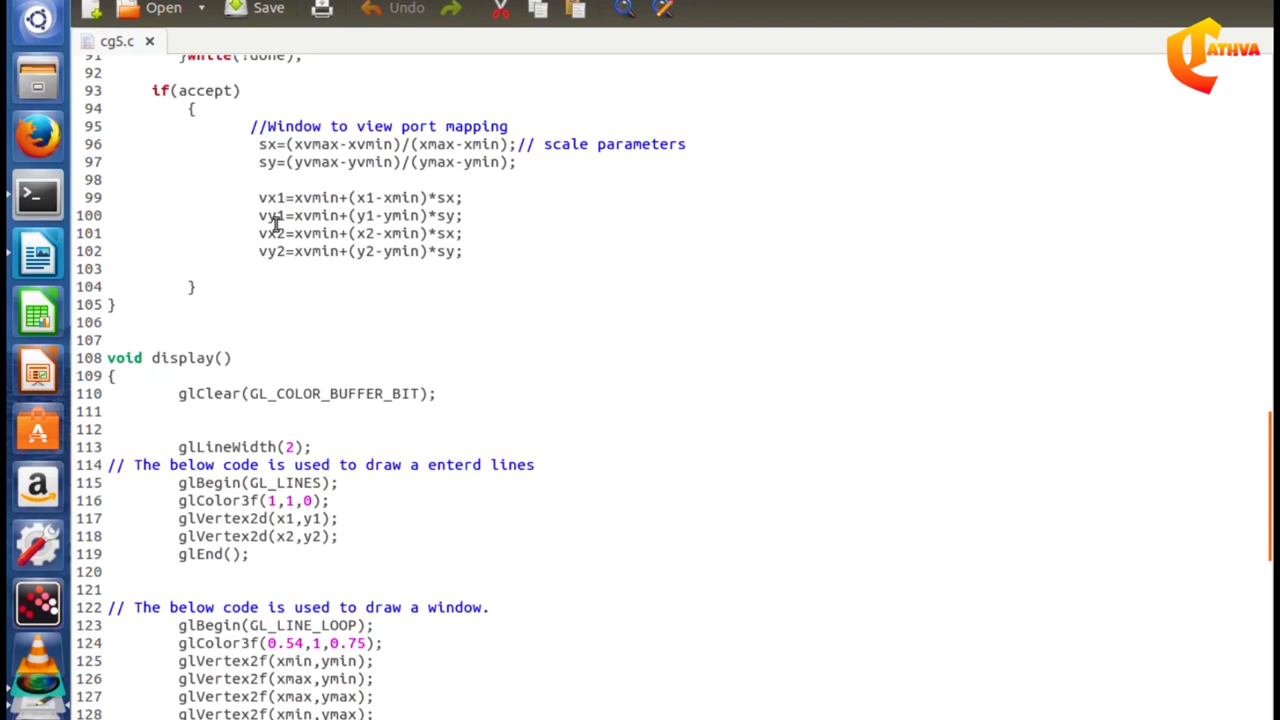 Open
Save
Undo
cg5.c
CATHVA
91 }while(!done);
92
93 if(accept)
94 {
95 //Window to view port mapping
96 sx=(xvmax-xvmin)/(xmax-xmin);// scale parameters
97 sy=(yvmax-yvmin)/(ymax-ymin);
98
99 vx1=xvmin+(x1-xmin)*sx;
100 vy1=xvmin+(y1-ymin)*sy;
101 vx2=xvmin+(x2-xmin)*sx;
102 vy2=xvmin+(y2-ymin)*sy;
103
104 }
105 }
106
107
108 void display()
109 {
110 glClear(GL_COLOR_BUFFER_BIT);
111
112
113 glLineWidth(2);
114 // The below code is used to draw a enterd lines
115 glBegin(GL_LINES);
116 glColor3f(1,1,0);
117 glVertex2d(x1,y1);
118 glVertex2d(x2,y2);
119 glEnd();
120
121
122 // The below code is used to draw a window.
123 glBegin(GL_LINE_LOOP);
124 glColor3f(0.54,1,0.75);
125 glVertex2f(xmin,ymin);
126 glVertex2f(xmax,ymin);
127 glVertex2f(xmax,ymax);
128 glVertex2f(xmin,ymax);